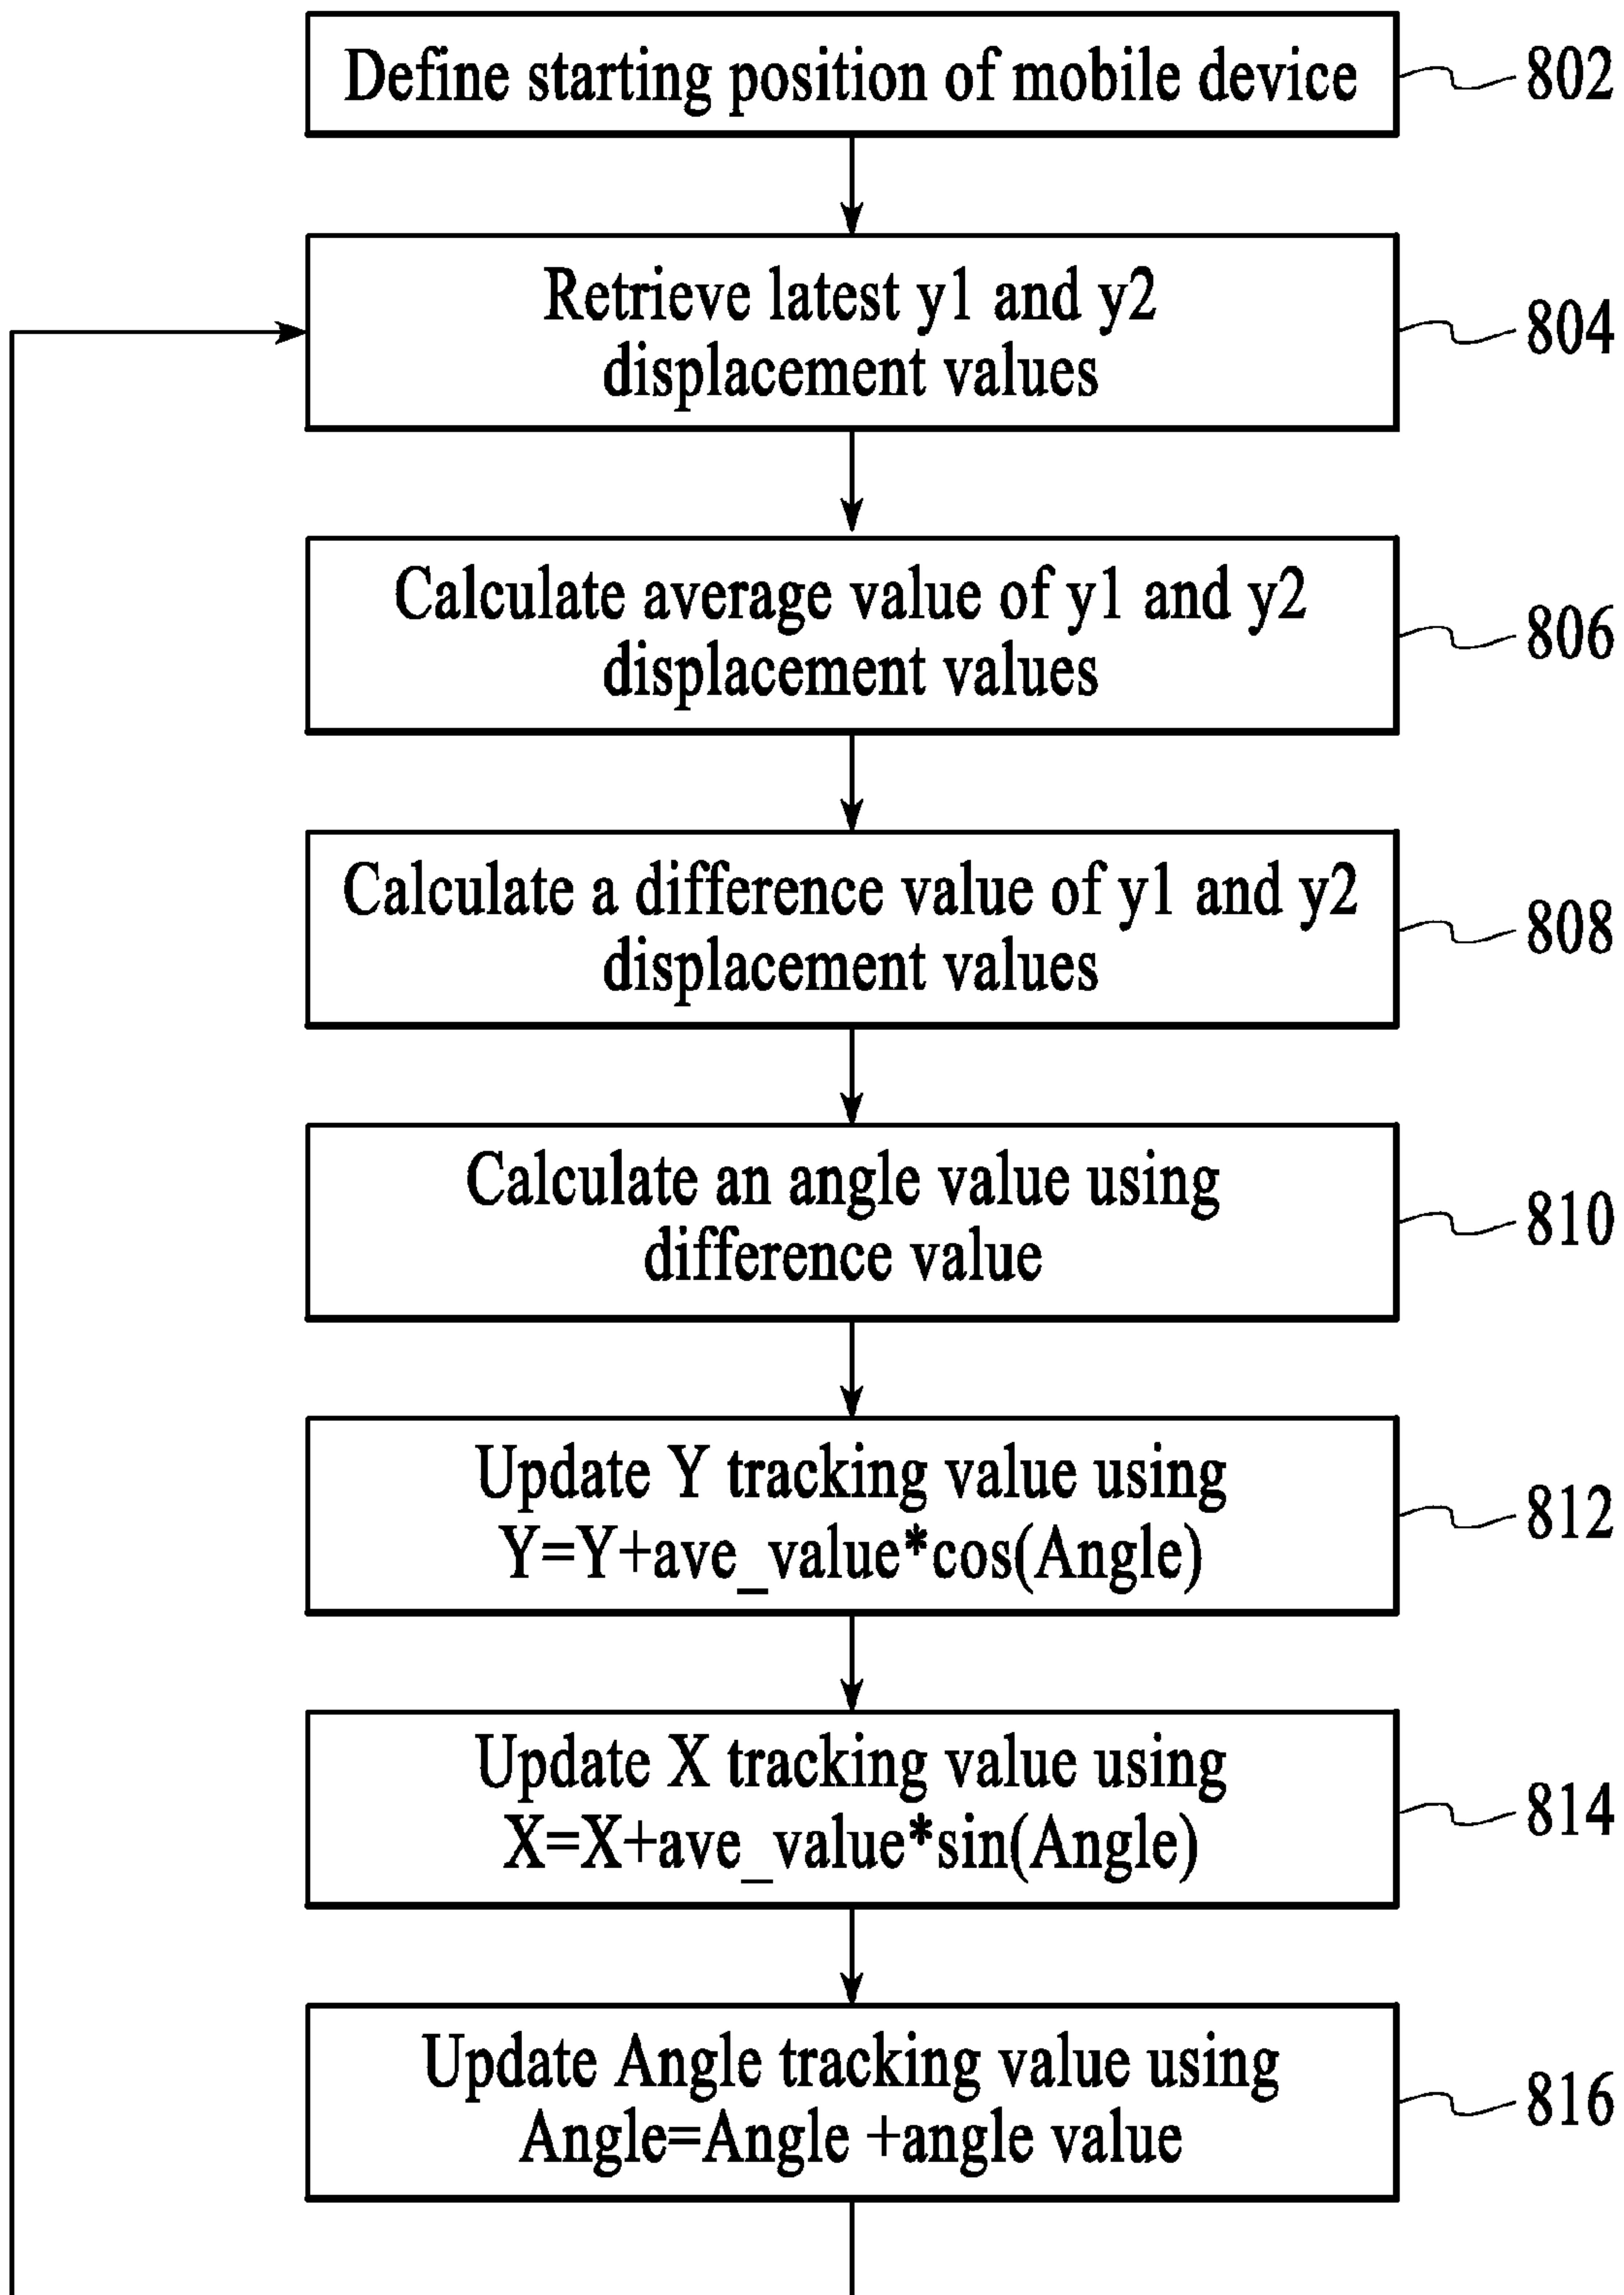 Define starting position of mobile device
802
Retrieve latest y1 and y2
displacement values
804
Calculate average value of y1 and y2
displacement values
806
Calculate a difference value of y1 and y2
displacement values
808
Calculate an angle value using
difference value
810
Update Y tracking value using
Y=Y+ave_value*cos(Angle)
812
Update X tracking value using
X=X+ave_value*sin(Angle)
814
Update Angle tracking value using
Angle=Angle +angle value
816